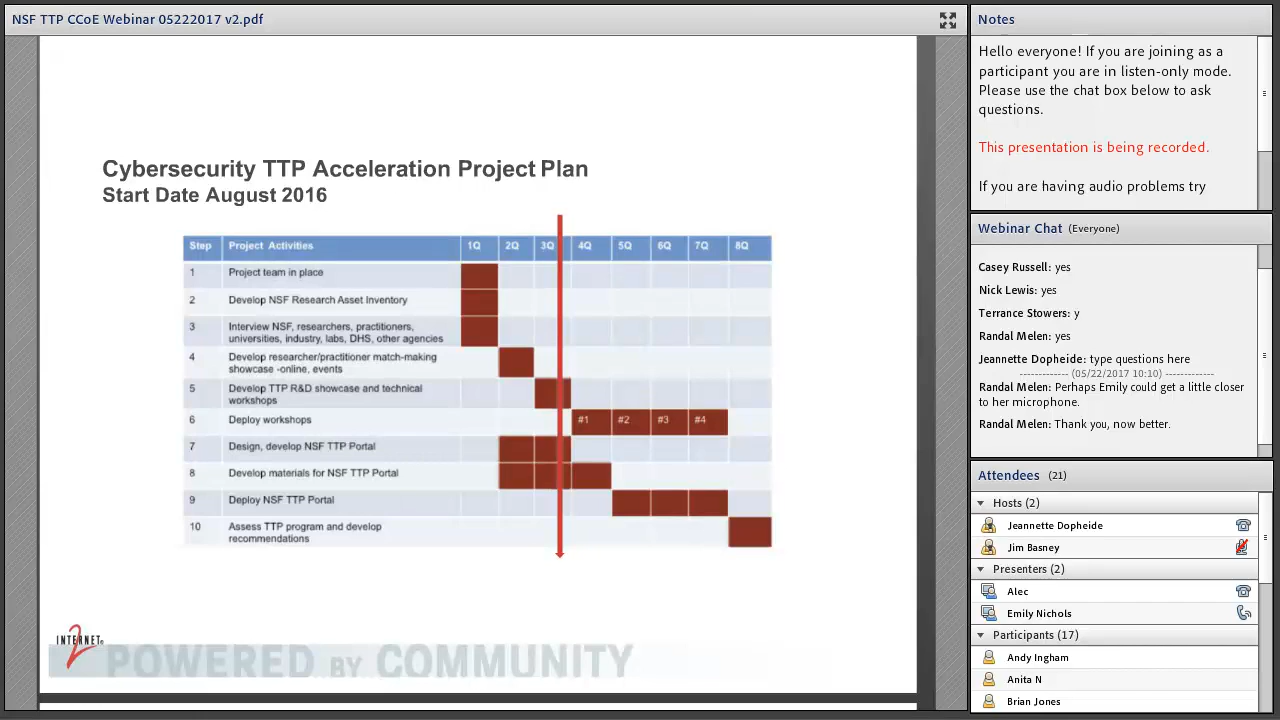 NSF TTP CCoE Webinar 05222017 v2.pdf
Cybersecurity TTP Acceleration Project Plan
Start Date August 2016
Step Project Activities 1Q 2Q 3Q 4Q 5Q 6Q 7Q 8Q
1 Project team in place
2 Develop NSF Research Asset Inventory
3 Interview NSF, researchers, practitioners,
universities, industry, labs, DHS, other agencies
4 Develop researcher/practitioner match-making
showcase -online, events
5 Develop TTP R&D showcase and technical
workshops
6 Deploy workshops #1 #2 #3 #4
7 Design, develop NSF TTP Portal
8 Develop materials for NSF TTP Portal
9 Deploy NSF TTP Portal
10 Assess TTP program and develop
recommendations
INTERNET®
2
POWERED BY COMMUNITY
Notes
Hello everyone! If you are joining as a
participant you are in listen-only mode.
Please use the chat box below to ask
questions.
This presentation is being recorded.
If you are having audio problems try
Webinar Chat (Everyone)
Casey Russell: yes
Nick Lewis: yes
Terrance Stowers: y
Randal Melen: yes
Jeannette Dopheide: type questions here
------------- (05/22/2017 10:10) -------------
Randal Melen: Perhaps Emily could get a little closer
to her microphone.
Randal Melen: Thank you, now better.
Attendees (21)
Hosts (2)
Jeannette Dopheide
Jim Basney
Presenters (2)
Alec
Emily Nichols
Participants (17)
Andy Ingham
Anita N
Brian Jones